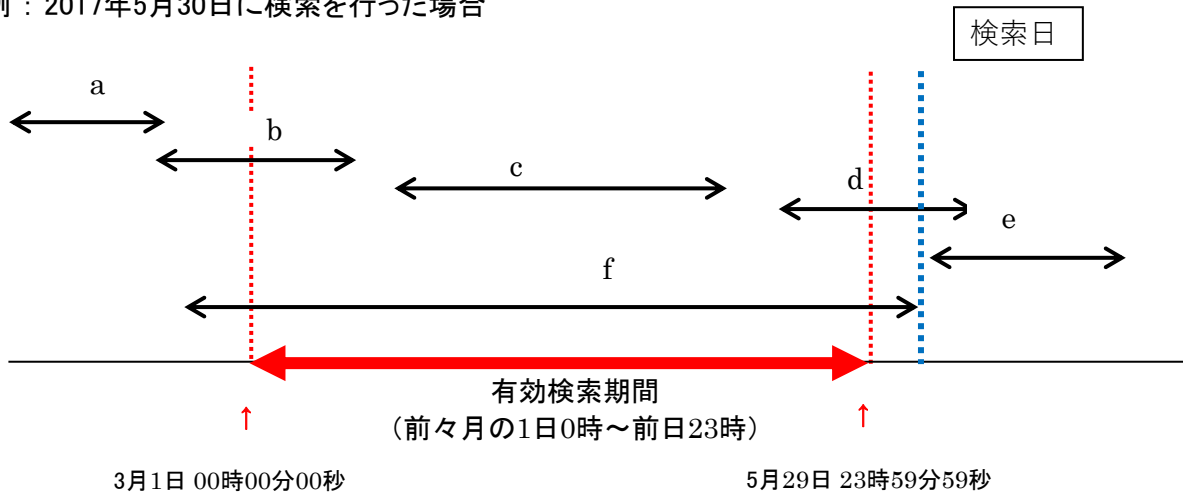 例：2017年5月30日に検索を行った場合
検索日
a
b
c
d
e
f
有効検索期間
（前々月の1日0時～前日23時）
↑
↑
3月1日 00時00分00秒
5月29日 23時59分59秒